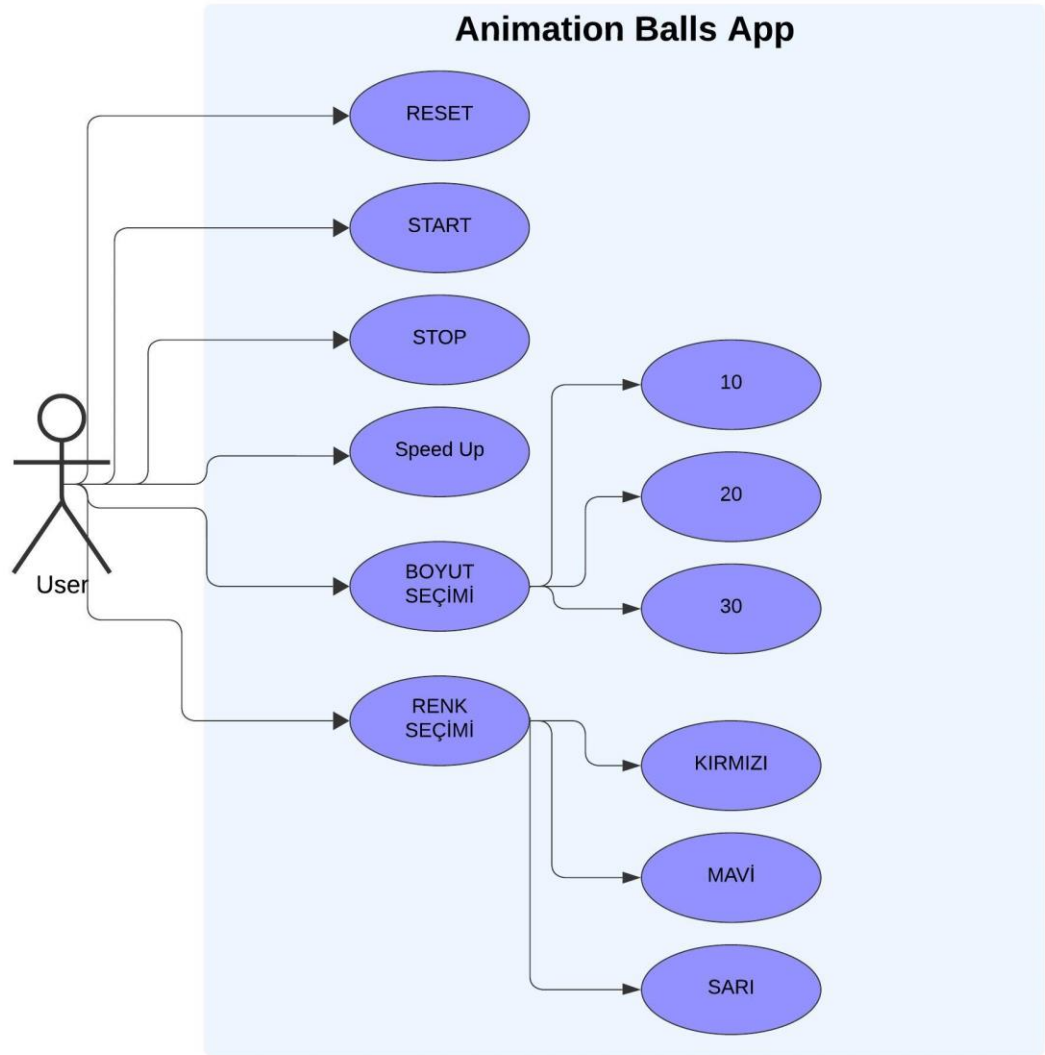 Animation Balls App
RESET
START
STOP
Speed Up
BOYUT
SEÇİMİ
RENK
SEÇİMİ
10
20
30
KIRMIZI
MAVİ
SARI
User